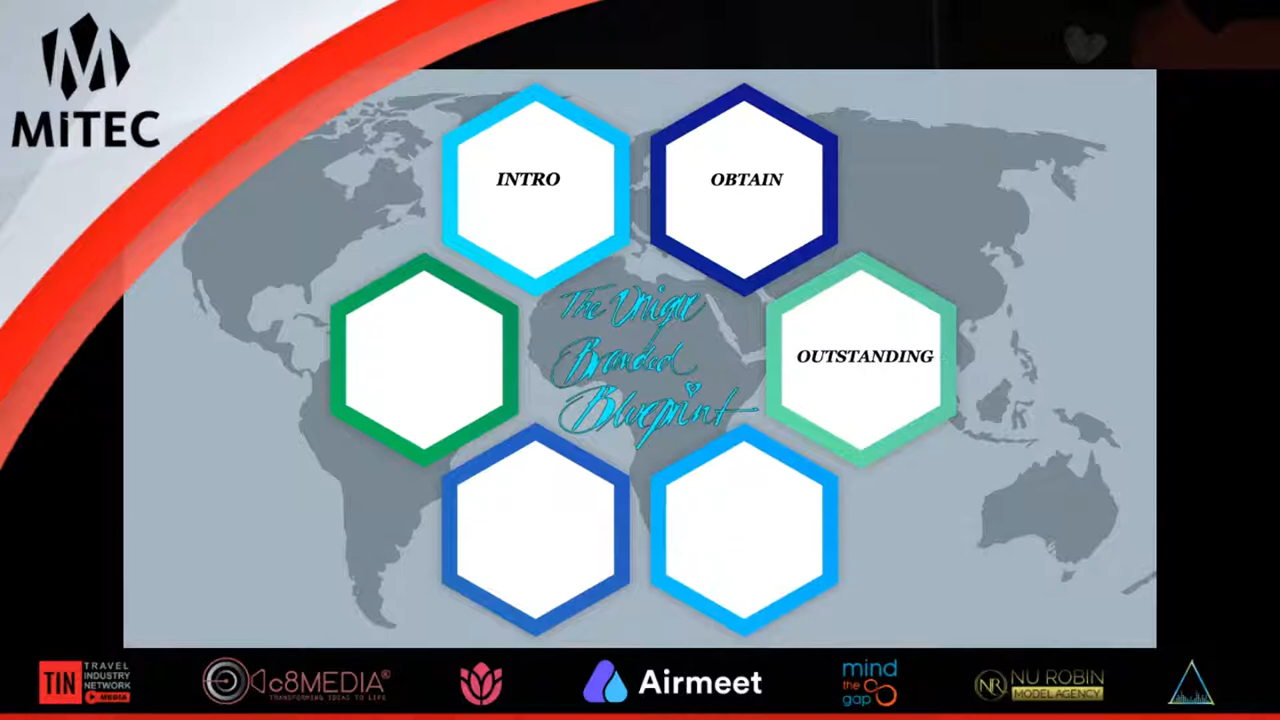 MiTEC
INTRO
OBTAIN
OUTSTANDING
The Unique
Branded
Blueprint
TIN
TRAVEL
INDUSTRY
NETWORK
MEDIA
c8MEDIA®
TRANSFORMING IDEAS TO LIFE
Airmeet
mind
the
gap
NR
NU ROBIN
MODEL AGENCY